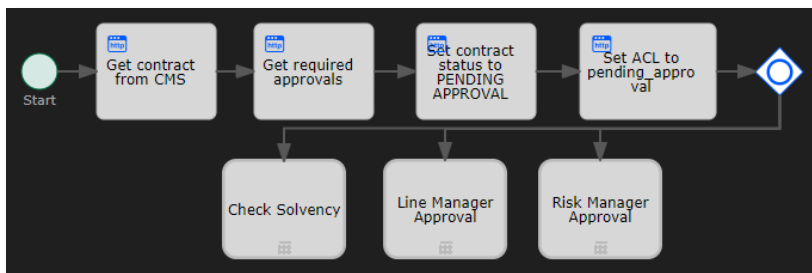 http
http
http
http
Get contract
from CMS
Get required
approvals
Set contract
status to
PENDING
APPROVAL
Set ACL to
pending_appro
val
Start
Check Solvency
Line Manager
Approval
Risk Manager
Approval